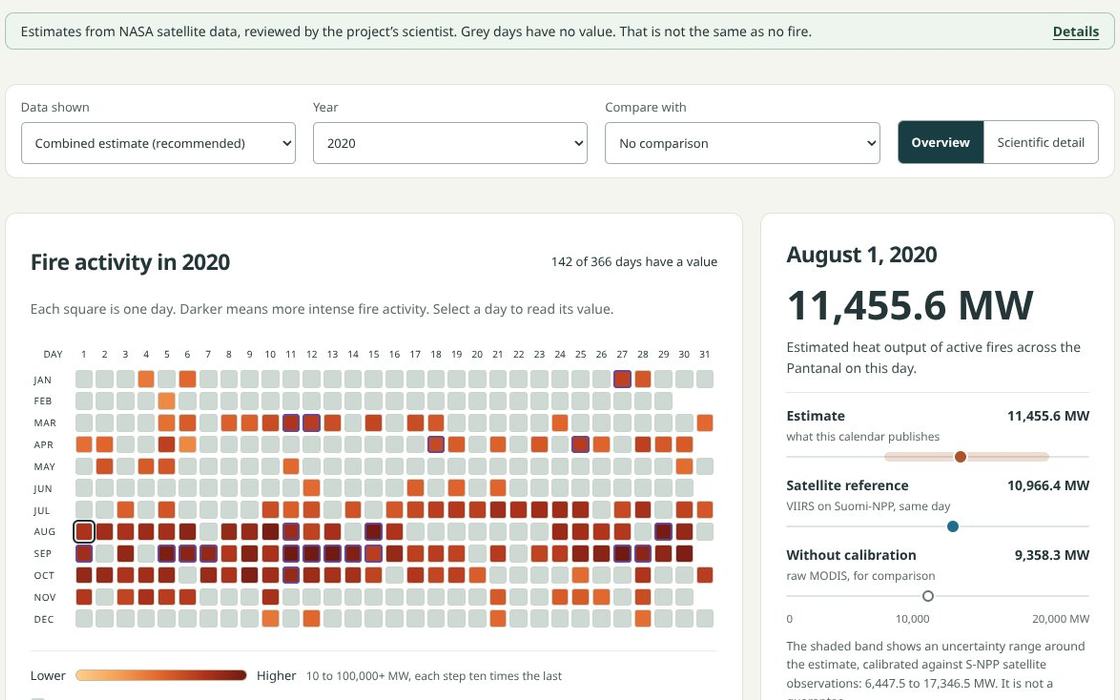 Estimates from NASA satellite data, reviewed by the project's scientist. Grey days have no value. That is not the same as no fire.
Details
Data shown
Year
Compare with
Combined estimate (recommended)
2020
No comparison
Overview
Scientific detail
Fire activity in 2020
142 of 366 days have a value
Each square is one day. Darker means more intense fire activity. Select a day to read its value.
DAY 1 2 3 4 5 6 7 8 9 10 11 12 13 14 15 16 17 18 19 20 21 22 23 24 25 26 27 28 29 30 31
JAN
FEB
MAR
APR
MAY
JUN
JUL
AUG
SEP
OCT
NOV
DEC
Lower
Higher
10 to 100,000+ MW, each step ten times the last
August 1, 2020
11,455.6 MW
Estimated heat output of active fires across the
Pantanal on this day.
Estimate 11,455.6 MW
what this calendar publishes
Satellite reference 10,966.4 MW
VIIRS on Suomi-NPP, same day
Without calibration 9,358.3 MW
raw MODIS, for comparison
0 10,000 20,000 MW
The shaded band shows an uncertainty range around
the estimate, calibrated against S-NPP satellite
observations: 6,447.5 to 17,346.5 MW. It is not a